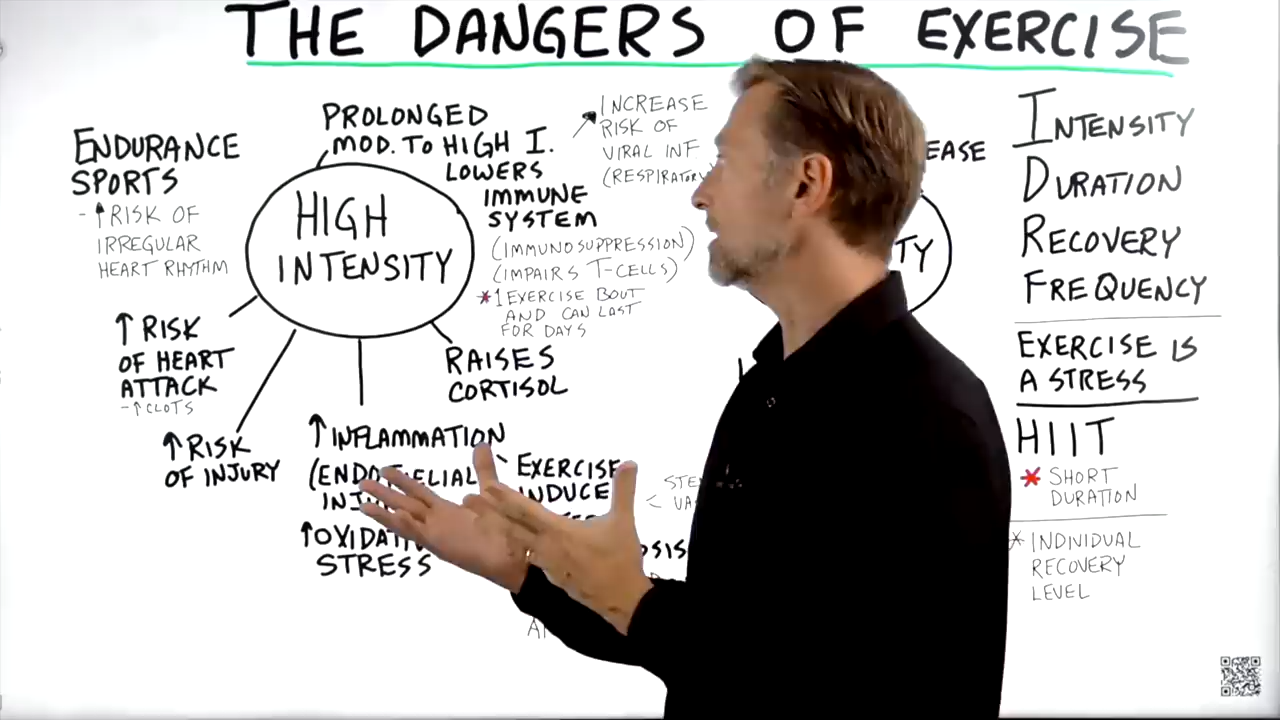 THE DANGERS OF EXERCISE
ENDURANCE
SPORTS
- ↑RISK OF
IRREGULAR
HEART RHYTHM
PROLONGED
MOD. TO HIGH I.
LOWERS
IMMUNE
SYSTEM
(IMMUNOSUPPRESSION)
(IMPAIRS T-CELLS)
*1 EXERCISE BOUT
AND CAN LAST
FOR DAYS
INCREASE
RISK OF
VIRAL INF.
(RESPIRATORY
HIGH
INTENSITY
↑ RISK
OF HEART
ATTACK
-↑CLOTS
↑RISK
OF INJURY
↑INFLAMMATION
↑OXIDATI
STRESS
RAISES
CORTISOL
EXERCISE
INDUCE
INTENSITY
DURATION
RECOVERY
FREQUENCY
EXERCISE IS
A STRESS
HIIT
* SHORT
DURATION
* INDIVIDUAL
RECOVERY
LEVEL